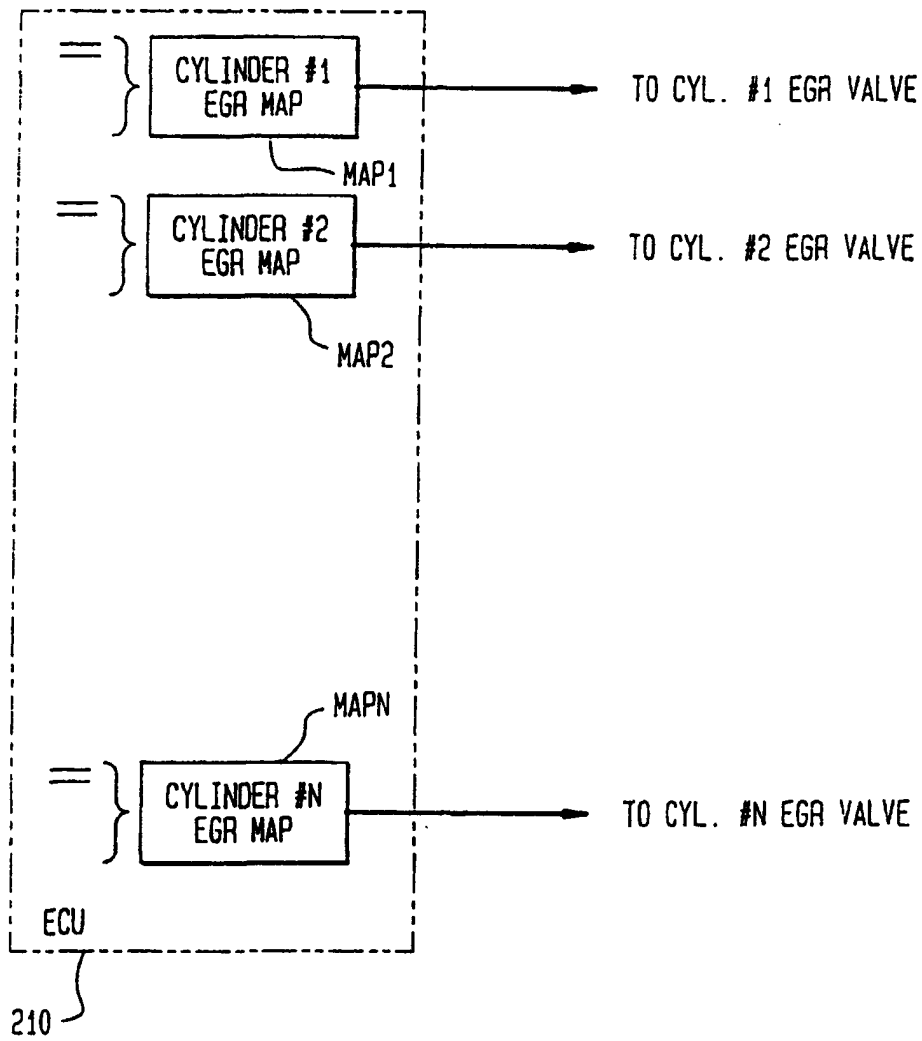 CYLINDER #1
EGR MAP
TO CYL. #1 EGR VALVE
MAP1
CYLINDER #2
EGR MAP
TO CYL. #2 EGR VALVE
MAP2
MAPN
CYLINDER #N
EGR MAP
TO CYL. #N EGR VALVE
ECU
210